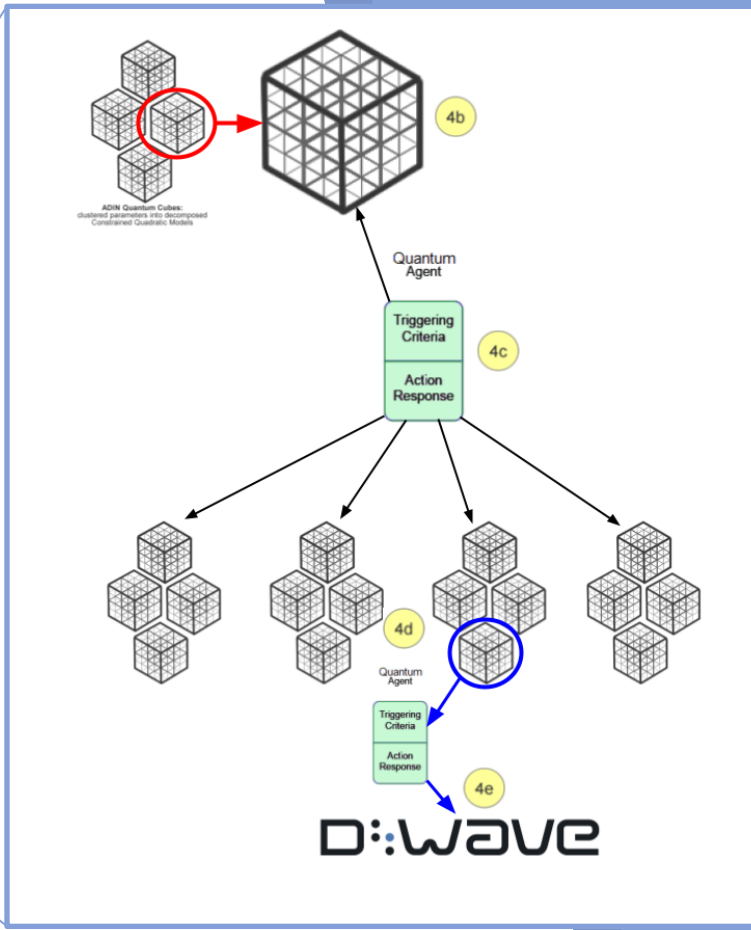 4b
ADIN Quantum Cubes:
clustered parameters into decomposed
Constrained Quadratic Models
Quantum
Agent
Triggering
Criteria
4c
Action
Response
4d
Quantum
Agent
Triggering
Criteria
Action
Response
4e
D:Wave